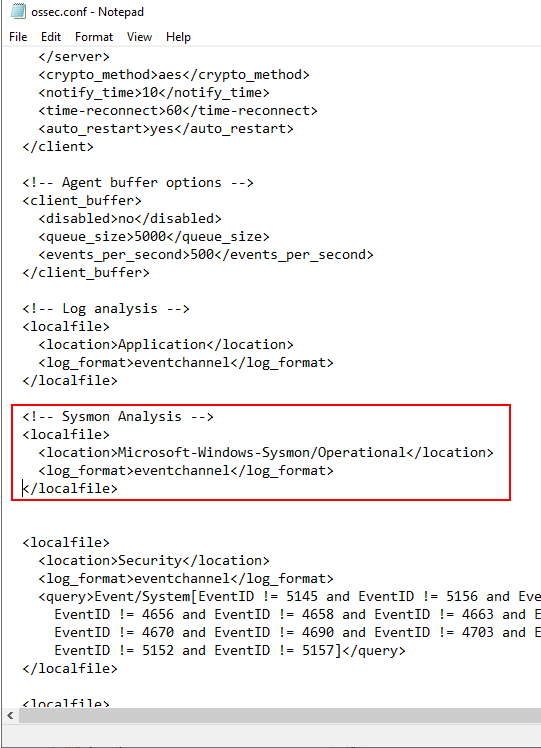 ossec.conf - Notepad
File Edit Format View Help
</server>
<crypto_method>aes</crypto_method>
<notify_time>10</notify_time>
<time-reconnect>60</time-reconnect>
<auto_restart>yes</auto_restart>
</client>
<!-- Agent buffer options -->
<client_buffer>
<disabled>no</disabled>
<queue_size>5000</queue_size>
<events_per_second>500</events_per_second>
</client_buffer>
<!-- Log analysis -->
<localfile>
<location>Application</location>
<log_format>eventchannel</log_format>
</localfile>
<!-- Sysmon Analysis -->
<localfile>
<location>Microsoft-Windows-Sysmon/Operational</location>
<log_format>eventchannel</log_format>
</localfile>
<localfile>
<location>Security</location>
<log_format>eventchannel</log_format>
<query>Event/System[EventID != 5145 and EventID != 5156 and Eve
EventID != 4656 and EventID != 4658 and EventID != 4663 and E
EventID != 4670 and EventID != 4690 and EventID != 4703 and E
EventID != 5152 and EventID != 5157]</query>
</localfile>
<localfile>